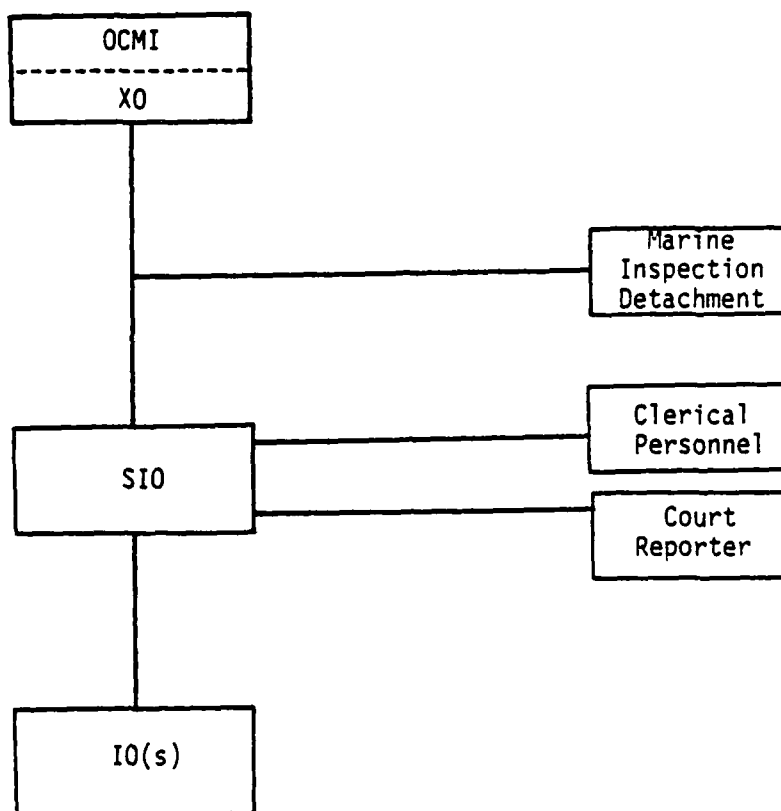 OCMI
XO
Marine
Inspection
Detachment
Clerical
Personnel
SIO
Court
Reporter
IO(s)